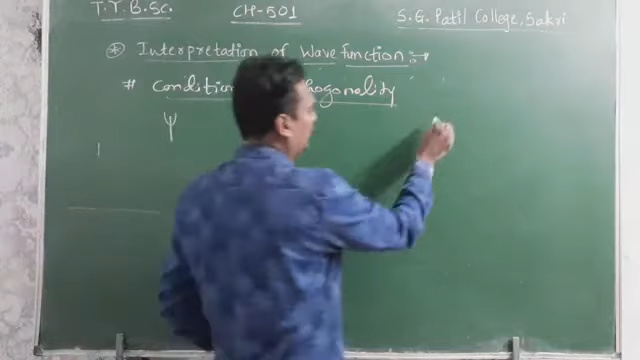 T.Y.B.Sc. CH-501 S.G. Patil College, Sakri
* Interpretation of Wave Function :→
# Condition
ψ